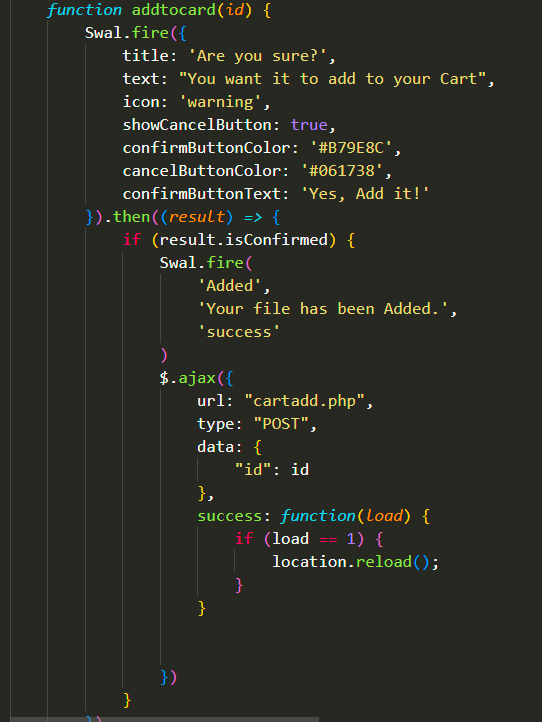 function addtocard(id) {
Swal.fire({
title: 'Are you sure?',
text: "You want it to add to your Cart",
icon: 'warning',
showCancelButton: true,
confirmButtonColor: '#B79E8C',
cancelButtonColor: '#061738',
confirmButtonText: 'Yes, Add it!'
}).then((result) => {
if (result.isConfirmed) {
Swal.fire(
'Added',
'Your file has been Added.',
'success'
)
$.ajax({
url: "cartadd.php",
type: "POST",
data: {
"id": id
},
success: function(load) {
if (load == 1) {
location.reload();
}
}
})
}
})